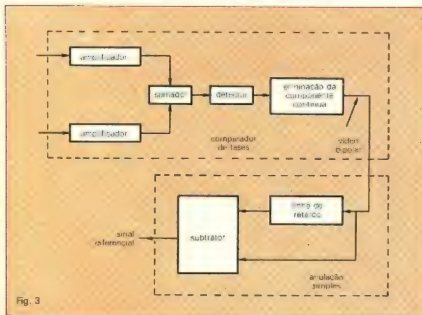 amplificador
somador
detector
eliminação da
componente
contínua
amplificador
comparador
de fases
vídeo
bipolar
linha de
retardo
sinal
diferencial
subtrator
anulação
simples
Fig. 3